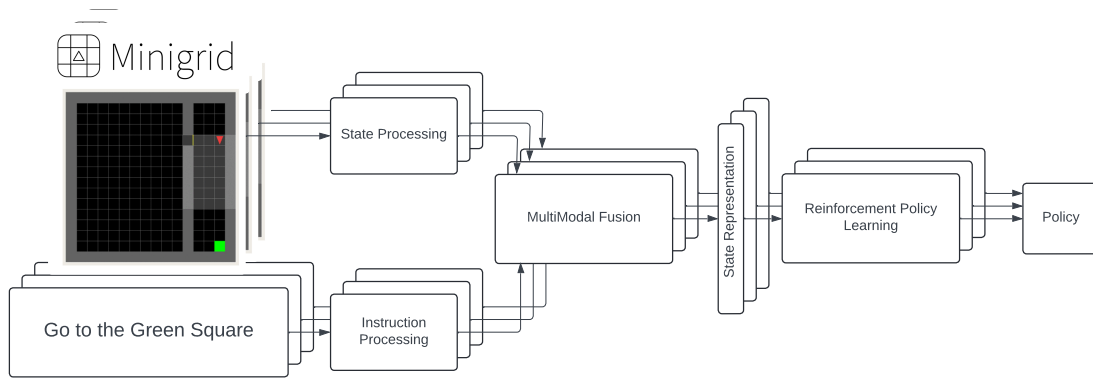 Minigrid
State Processing
MultiModal Fusion
State Representation
Reinforcement Policy
Learning
Policy
Go to the Green Square
Instruction
Processing